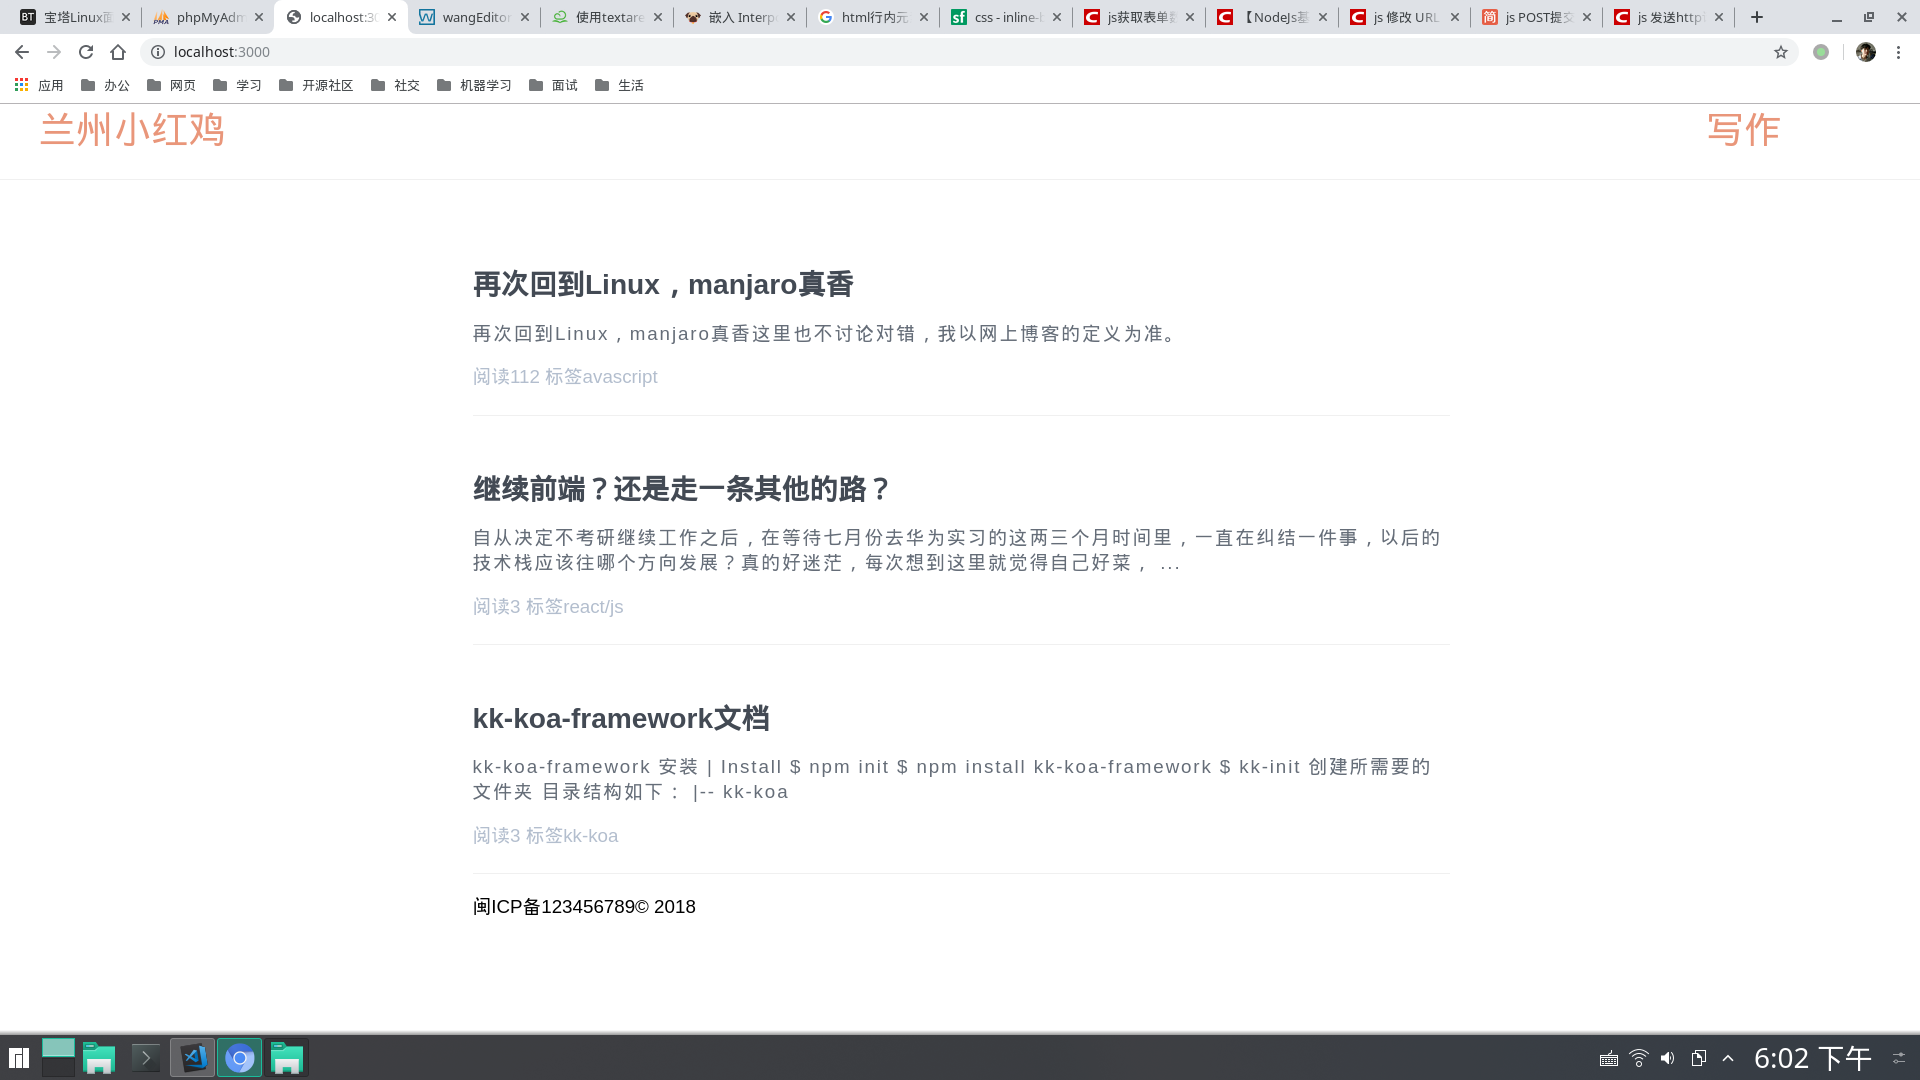 BT 宝塔Linux面 phpMyAdm localhost:30 wangEditor 使用textare 嵌入 Interp html行内元 sf css - inline-b js获取表单 【NodeJs基 js 修改 URL 简 js POST提交 js 发送http
localhost:3000
应用 办公 网页 学习 开源社区 社交 机器学习 面试 生活
兰州小红鸡 写作
再次回到Linux，manjaro真香
再次回到Linux，manjaro真香这里也不讨论对错，我以网上博客的定义为准。
阅读112 标签avascript
继续前端？还是走一条其他的路？
自从决定不考研继续工作之后，在等待七月份去华为实习的这两三个月时间里，一直在纠结一件事，以后的
技术栈应该往哪个方向发展？真的好迷茫，每次想到这里就觉得自己好菜， ...
阅读3 标签react/js
kk-koa-framework文档
kk-koa-framework 安装 | Install $ npm init $ npm install kk-koa-framework $ kk-init 创建所需要的
文件夹 目录结构如下： |-- kk-koa
阅读3 标签kk-koa
闽ICP备123456789© 2018
6:02 下午